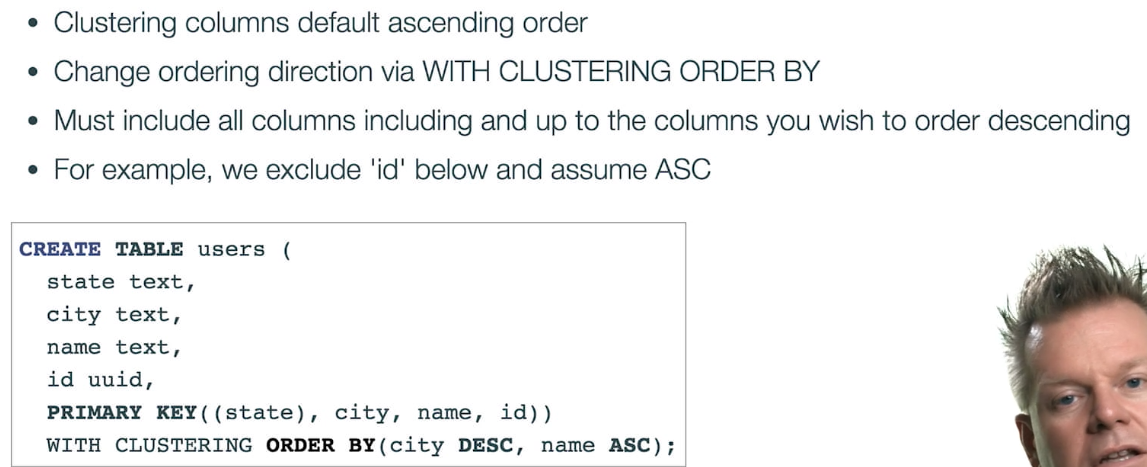 • Clustering columns default ascending order
• Change ordering direction via WITH CLUSTERING ORDER BY
• Must include all columns including and up to the columns you wish to order descending
• For example, we exclude 'id' below and assume ASC
CREATE TABLE users (
  state text,
  city text,
  name text,
  id uuid,
  PRIMARY KEY((state), city, name, id))
  WITH CLUSTERING ORDER BY(city DESC, name ASC);